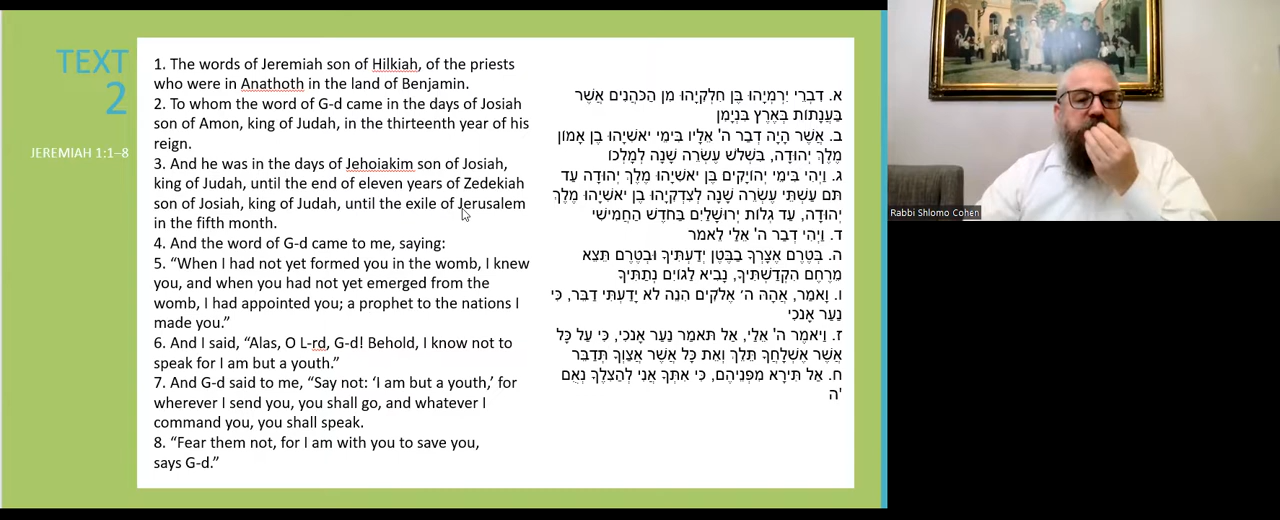 TEXT
2
JEREMIAH 1:1–8
1. The words of Jeremiah son of Hilkiah, of the priests
who were in Anathoth in the land of Benjamin.
2. To whom the word of G-d came in the days of Josiah
son of Amon, king of Judah, in the thirteenth year of his
reign.
3. And he was in the days of Jehoiakim son of Josiah,
king of Judah, until the end of eleven years of Zedekiah
son of Josiah, king of Judah, until the exile of Jerusalem
in the fifth month.
4. And the word of G-d came to me, saying:
5. “When I had not yet formed you in the womb, I knew
you, and when you had not yet emerged from the
womb, I had appointed you; a prophet to the nations I
made you.”
6. And I said, “Alas, O L-rd, G-d! Behold, I know not to
speak for I am but a youth.”
7. And G-d said to me, “Say not: ‘I am but a youth,’ for
wherever I send you, you shall go, and whatever I
command you, you shall speak.
8. “Fear them not, for I am with you to save you,
says G-d.”
א. דִּבְרֵי יִרְמְיָהוּ בֶּן חִלְקִיָּהוּ מִן הַכֹּהֲנִים אֲשֶׁר
בַּעֲנָתוֹת בְּאֶרֶץ בִּנְיָמִן
ב. אֲשֶׁר הָיָה דְבַר ה' אֵלָיו בִּימֵי יֹאשִׁיָּהוּ בֶן אָמוֹן
מֶלֶךְ יְהוּדָה, בִּשְׁלֹשׁ עֶשְׂרֵה שָׁנָה לְמָלְכוֹ
ג. וַיְהִי בִּימֵי יְהוֹיָקִים בֶּן יֹאשִׁיָּהוּ מֶלֶךְ יְהוּדָה עַד
תֹּם עַשְׁתֵּי עֶשְׂרֵה שָׁנָה לְצִדְקִיָּהוּ בֶן יֹאשִׁיָּהוּ מֶלֶךְ
יְהוּדָה, עַד גְּלוֹת יְרוּשָׁלַיִם בַּחֹדֶשׁ הַחֲמִישִׁי
ד. וַיְהִי דְבַר ה' אֵלַי לֵאמֹר
ה. בְּטֶרֶם אֶצָּרְךָ בַבֶּטֶן יְדַעְתִּיךָ וּבְטֶרֶם תֵּצֵא
מֵרֶחֶם הִקְדַּשְׁתִּיךָ, נָבִיא לַגּוֹיִם נְתַתִּיךָ
ו. וָאֹמַר, אֲהָהּ ה' אֱלֹקִים הִנֵּה לֹא יָדַעְתִּי דַּבֵּר, כִּי
נַעַר אָנֹכִי
ז. וַיֹּאמֶר ה' אֵלַי, אַל תֹּאמַר נַעַר אָנֹכִי, כִּי עַל כָּל
אֲשֶׁר אֶשְׁלָחֲךָ תֵּלֵךְ וְאֵת כָּל אֲשֶׁר אֲצַוְּךָ תְּדַבֵּר
ח. אַל תִּירָא מִפְּנֵיהֶם, כִּי אִתְּךָ אֲנִי לְהַצִּלֶךָ נְאֻם
ה'
Rabbi Shlomo Cohen